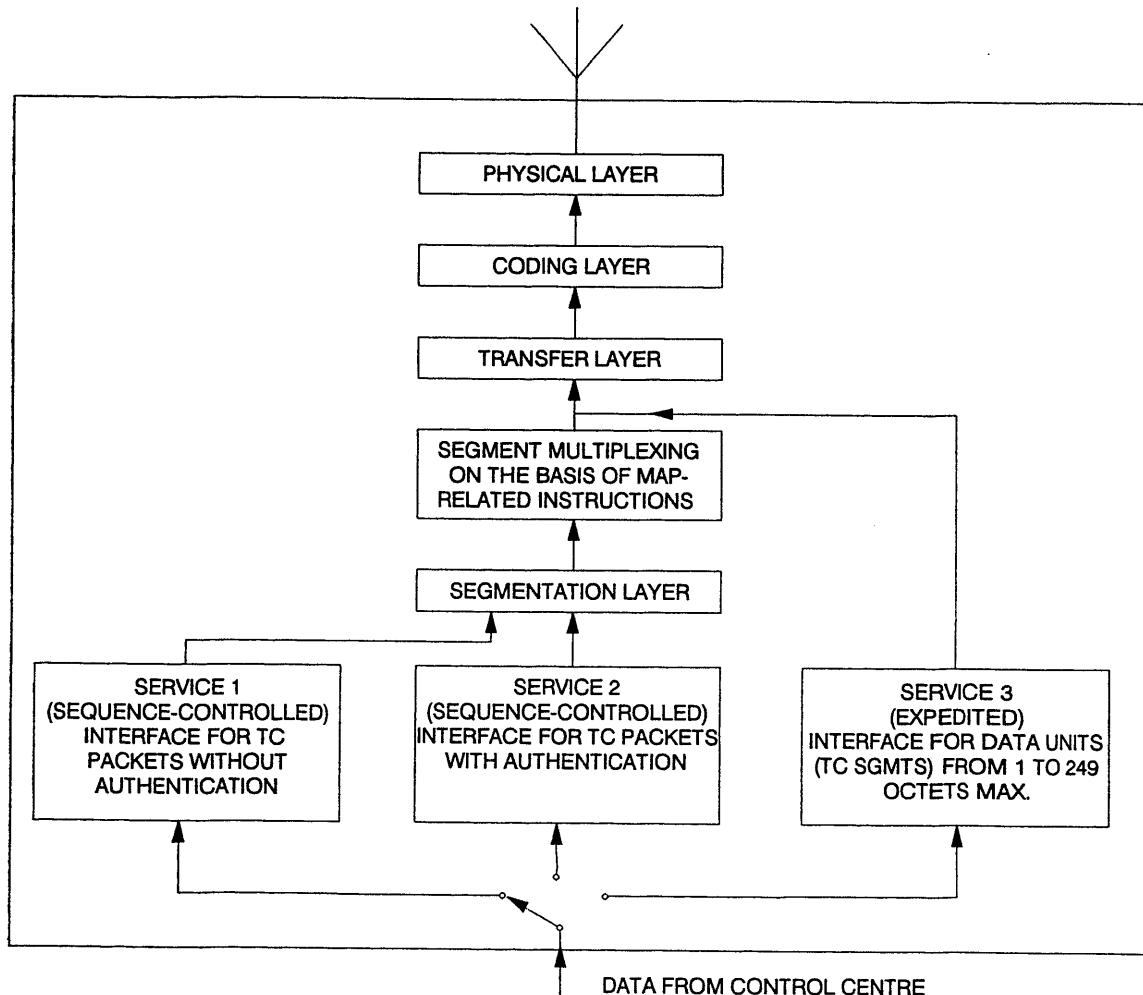 PHYSICAL LAYER
CODING LAYER
TRANSFER LAYER
SEGMENT MULTIPLEXING
ON THE BASIS OF MAP-
RELATED INSTRUCTIONS
SEGMENTATION LAYER
SERVICE 1
(SEQUENCE-CONTROLLED)
INTERFACE FOR TC
PACKETS WITHOUT
AUTHENTICATION
SERVICE 2
(SEQUENCE-CONTROLLED)
INTERFACE FOR TC PACKETS
WITH AUTHENTICATION
SERVICE 3
(EXPEDITED)
INTERFACE FOR DATA UNITS
(TC SGMTS) FROM 1 TO 249
OCTETS MAX.
DATA FROM CONTROL CENTRE